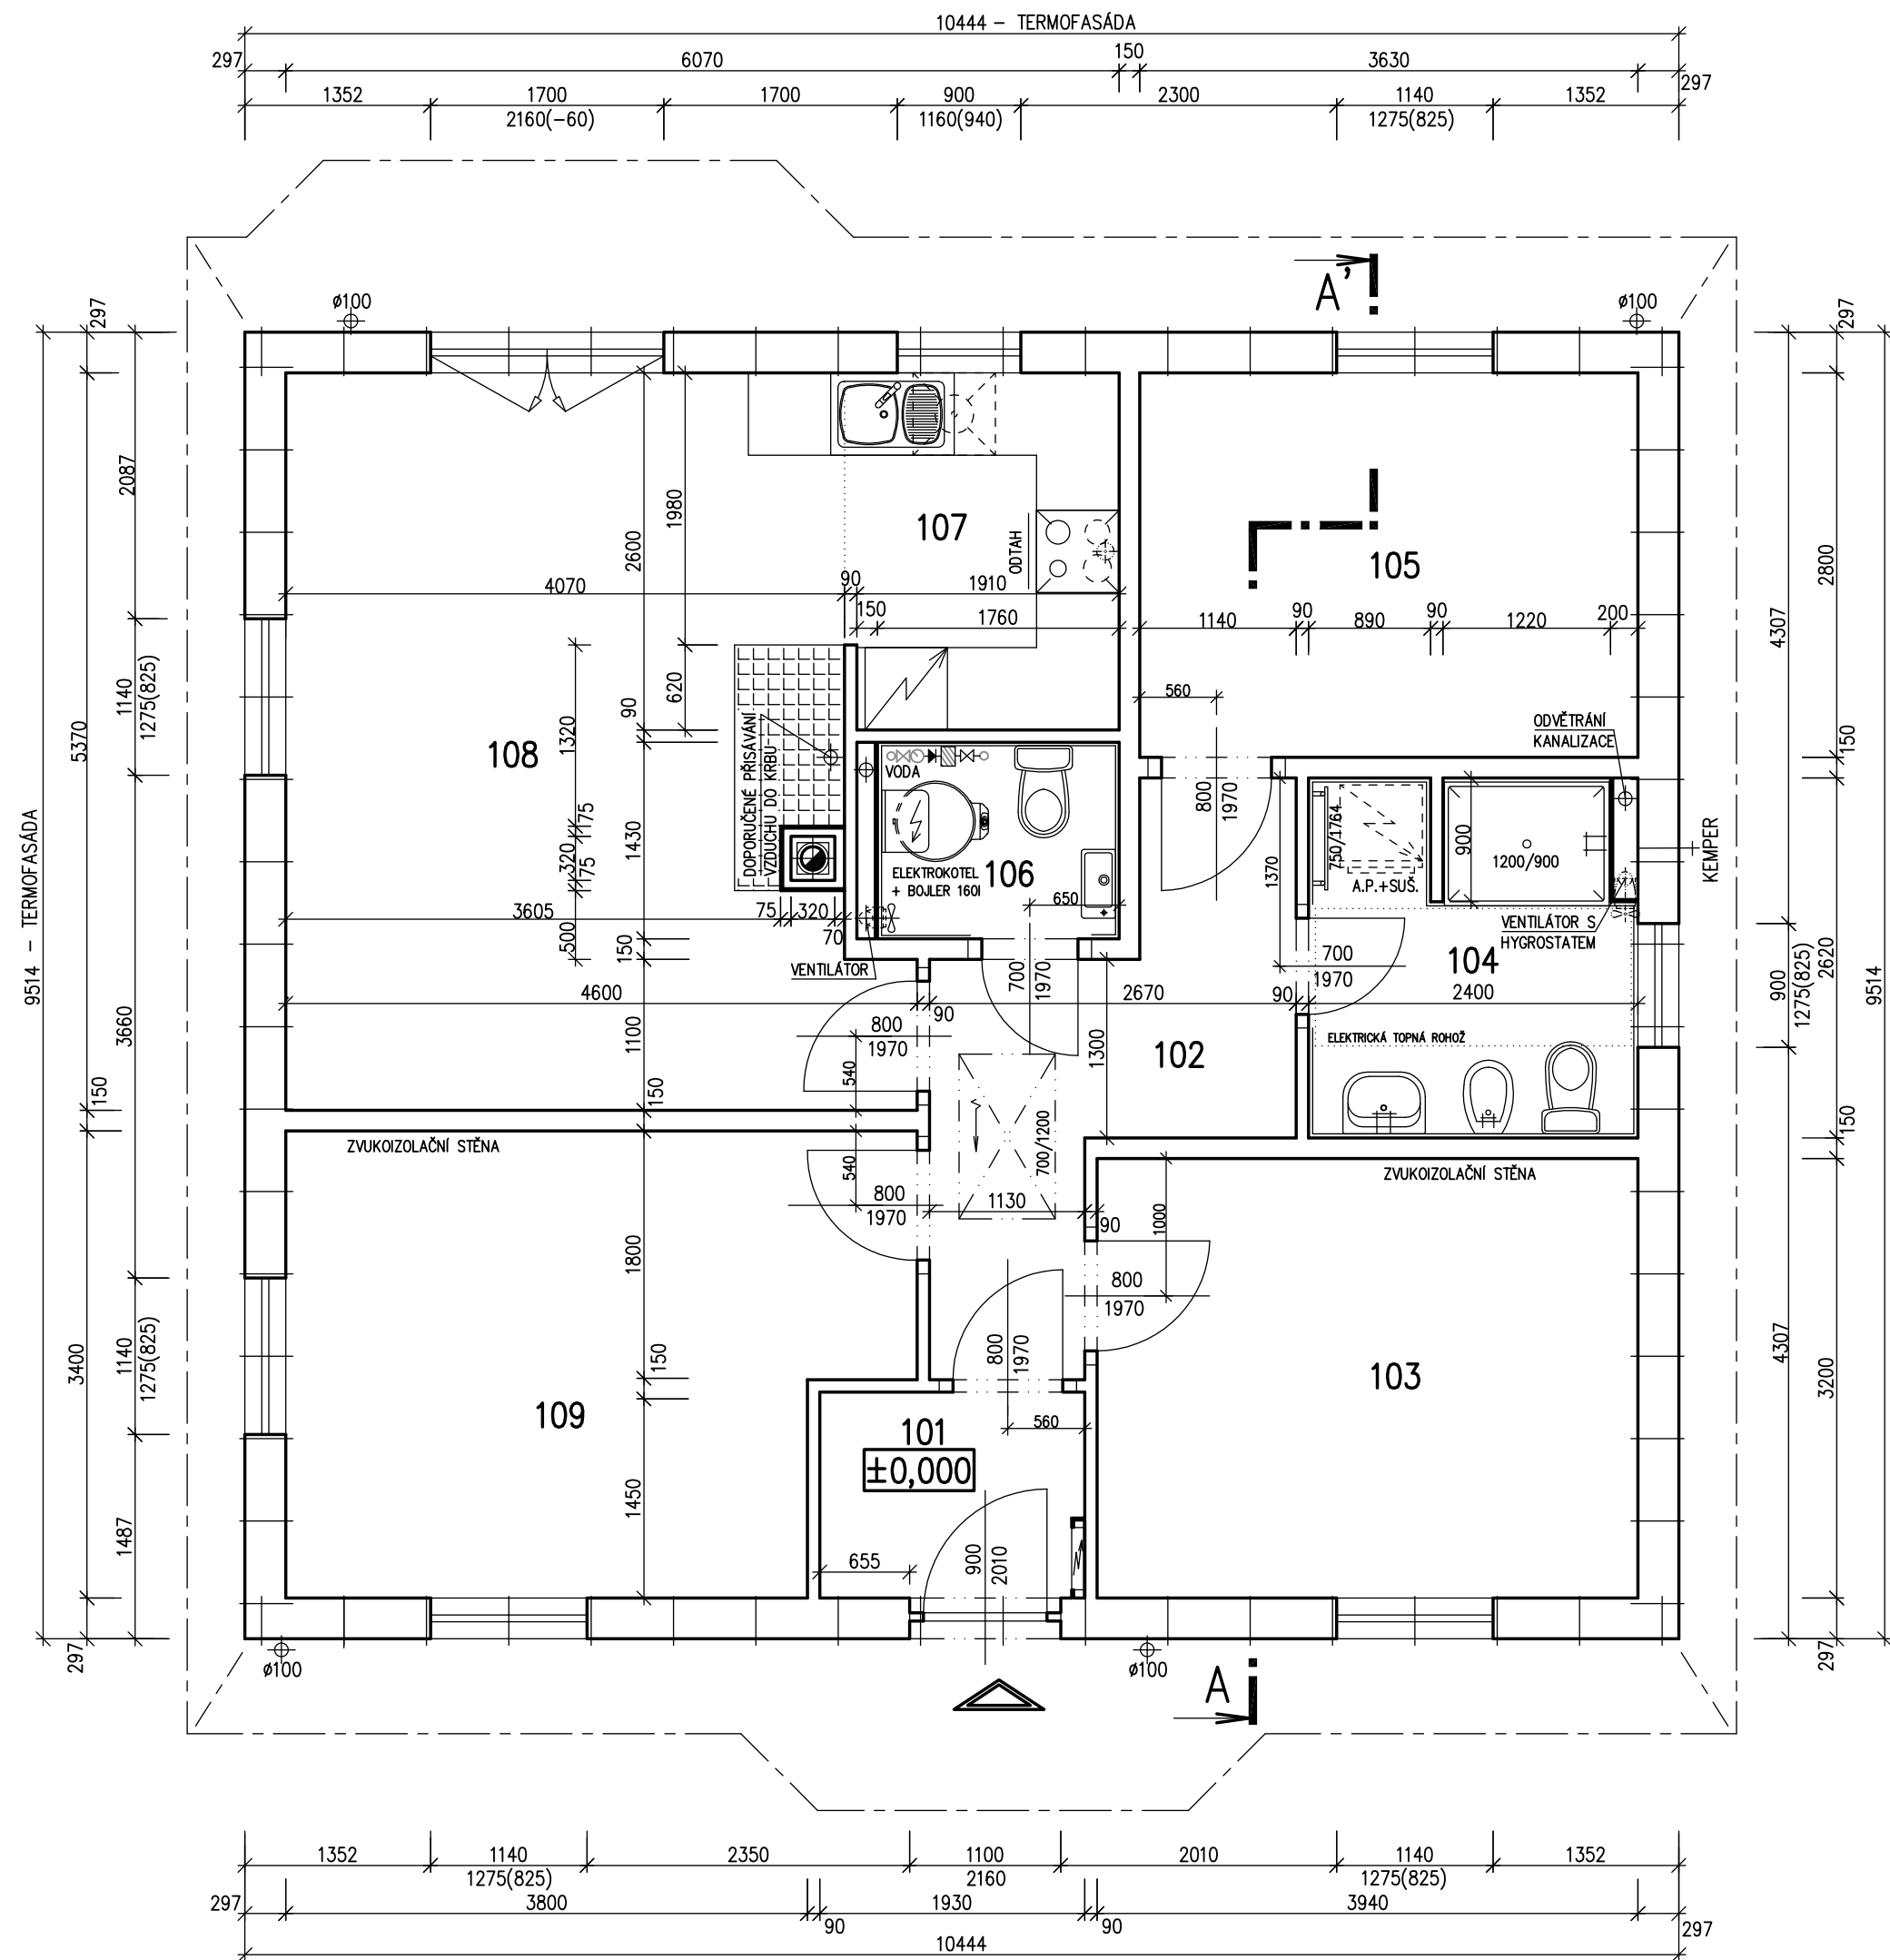 10444 – TERMOFASÁDA
297 6070 150 3630 297
1352 1700 1700 900 2300 1140 1352
2160(−60) 1160(940) 1275(825)
A'
ø100 ø100
297 297
2087
1980
2600
107
ODTAH
105
2800
4307
4070 90 1910
150 1760
1140 90 890 90 1220 200
560
1140
1275(825)
5370
1320
90
620
108
DOPORUČENÉ PŘISÁVÁNÍ
VZDUCHU DO KRBU
VODA
ODVĚTRÁNÍ
KANALIZACE
150
800
1970
75
320
75
1430
ELEKTROKOTEL
+ BOJLER 160l
106
650
1370
750/1764
A.P.+SUŠ.
900
1200/900
KEMPER
9514 – TERMOFASÁDA
3605 75 320 70
500
150
VENTILÁTOR
VENTILÁTOR S
HYGROSTATEM
700
1970
700
1970
104
2620
900
1275(825)
9514
4600 90 2670 90 2400
3660
1100
800
1970
540
1300
102
ELEKTRICKÁ TOPNÁ ROHOŽ
150
150
150
ZVUKOIZOLAČNÍ STĚNA
540
700/1200
ZVUKOIZOLAČNÍ STĚNA
800
1970
1130
90
1000
1800
800
1970
3400
1140
1275(825)
150
800
1970
103
4307
3200
109
101
560
±0,000
1450
1487
655
900
2010
297 297
ø100 ø100
A
1352 1140 2350 1100 2010 1140 1352
1275(825) 2160 1275(825)
297 3800 90 1930 90 3940 297
10444